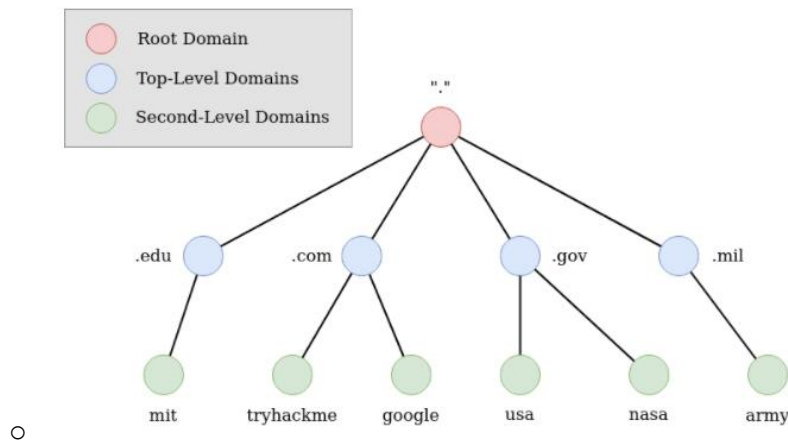 Root Domain
Top-Level Domains
Second-Level Domains
"."
.edu
.com
.gov
.mil
mit
tryhackme
google
usa
nasa
army